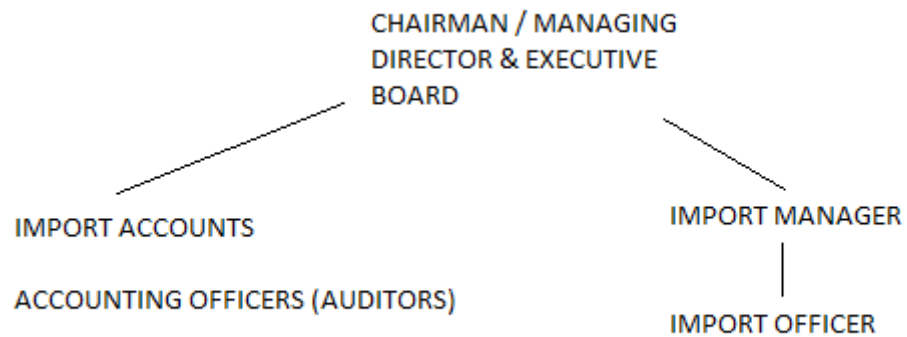 CHAIRMAN / MANAGING
DIRECTOR & EXECUTIVE
BOARD
IMPORT ACCOUNTS
IMPORT MANAGER
ACCOUNTING OFFICERS (AUDITORS)
IMPORT OFFICER